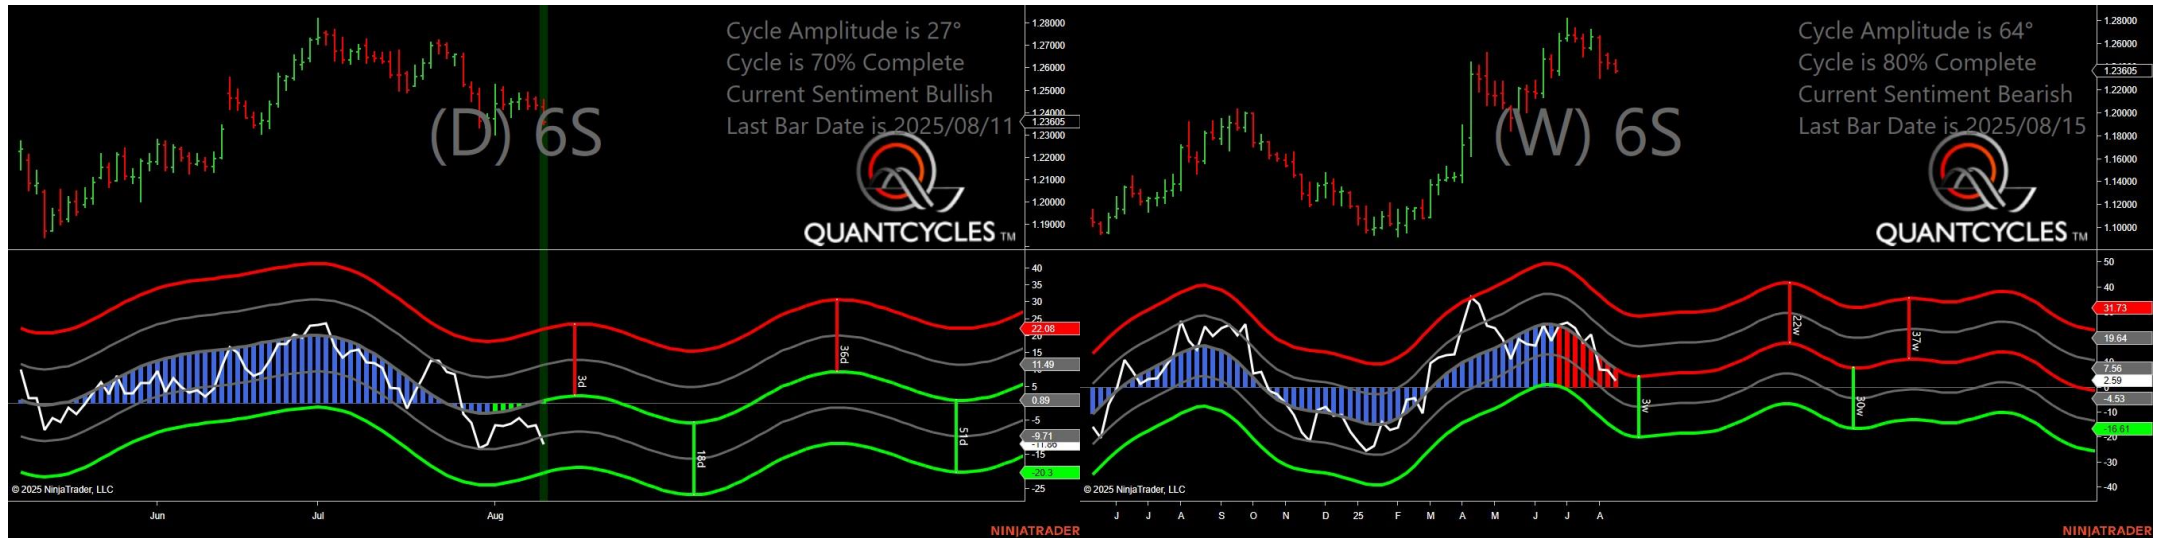 Cycle Amplitude is 27°
Cycle is 70% Complete
Current Sentiment Bullish
Last Bar Date is 2025/08/11
(D) 6S
QUANTCYCLES TM
1.28000
1.27000
1.26000
1.25000
1.24000
1.23605
1.23000
1.22000
1.21000
1.20000
1.19000
40
35
30
25
22.08
20
15
11.49
5
0.89
-5
-9.71
-11.86
-15
-20.3
-25
3d
18d
36d
51d
© 2025 NinjaTrader, LLC
Jun
Jul
Aug
NINJATRADER
Cycle Amplitude is 64°
Cycle is 80% Complete
Current Sentiment Bearish
Last Bar Date is 2025/08/15
(W) 6S
QUANTCYCLES TM
1.28000
1.26000
1.23605
1.22000
1.20000
1.18000
1.16000
1.14000
1.12000
1.10000
50
40
31.73
19.64
7.56
2.59
-4.53
-10
-16.61
-20
-30
-40
3w
22w
30w
37w
© 2025 NinjaTrader, LLC
J
J
A
S
O
N
D
25
F
M
A
M
J
J
A
NINJATRADER